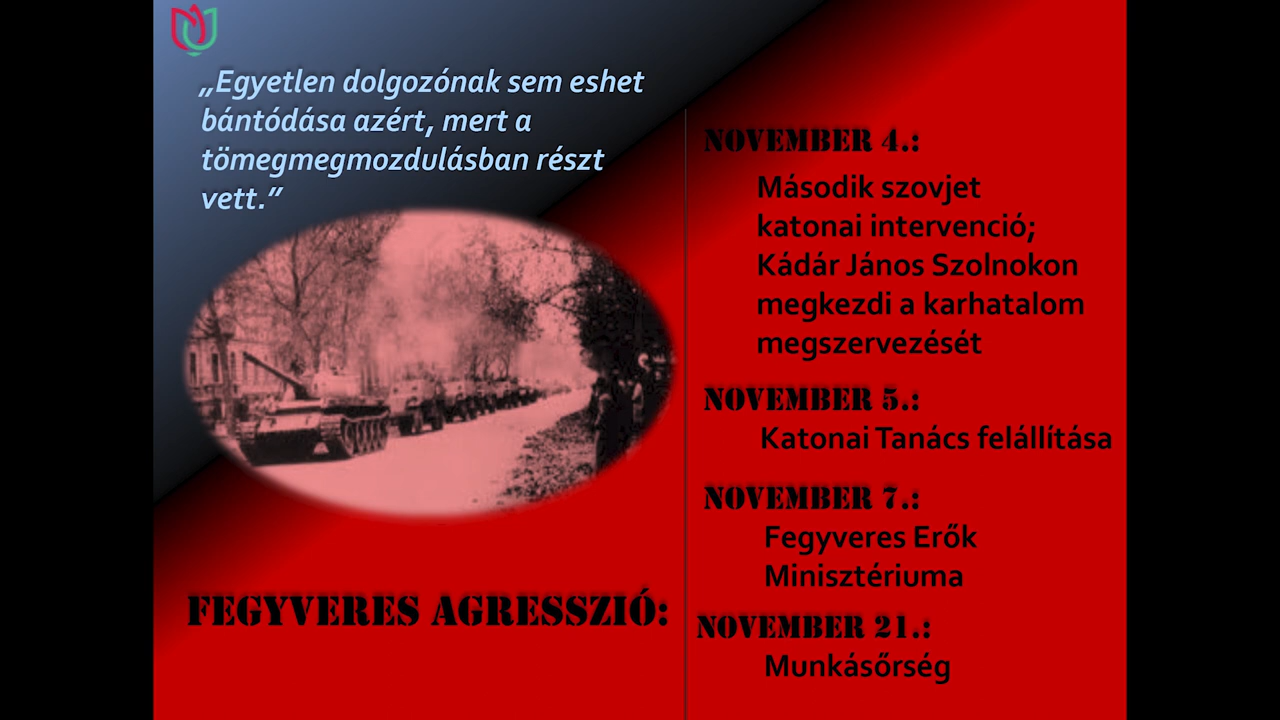 „Egyetlen dolgozónak sem eshet
bántódása azért, mert a
tömegmegmozdulásban részt
vett.”
FEGYVERES AGRESSZIÓ:
NOVEMBER 4.:
Második szovjet
katonai intervenció;
Kádár János Szolnokon
megkezdi a karhatalom
megszervezését
NOVEMBER 5.:
Katonai Tanács felállítása
NOVEMBER 7.:
Fegyveres Erők
Minisztériuma
NOVEMBER 21.:
Munkásőrség